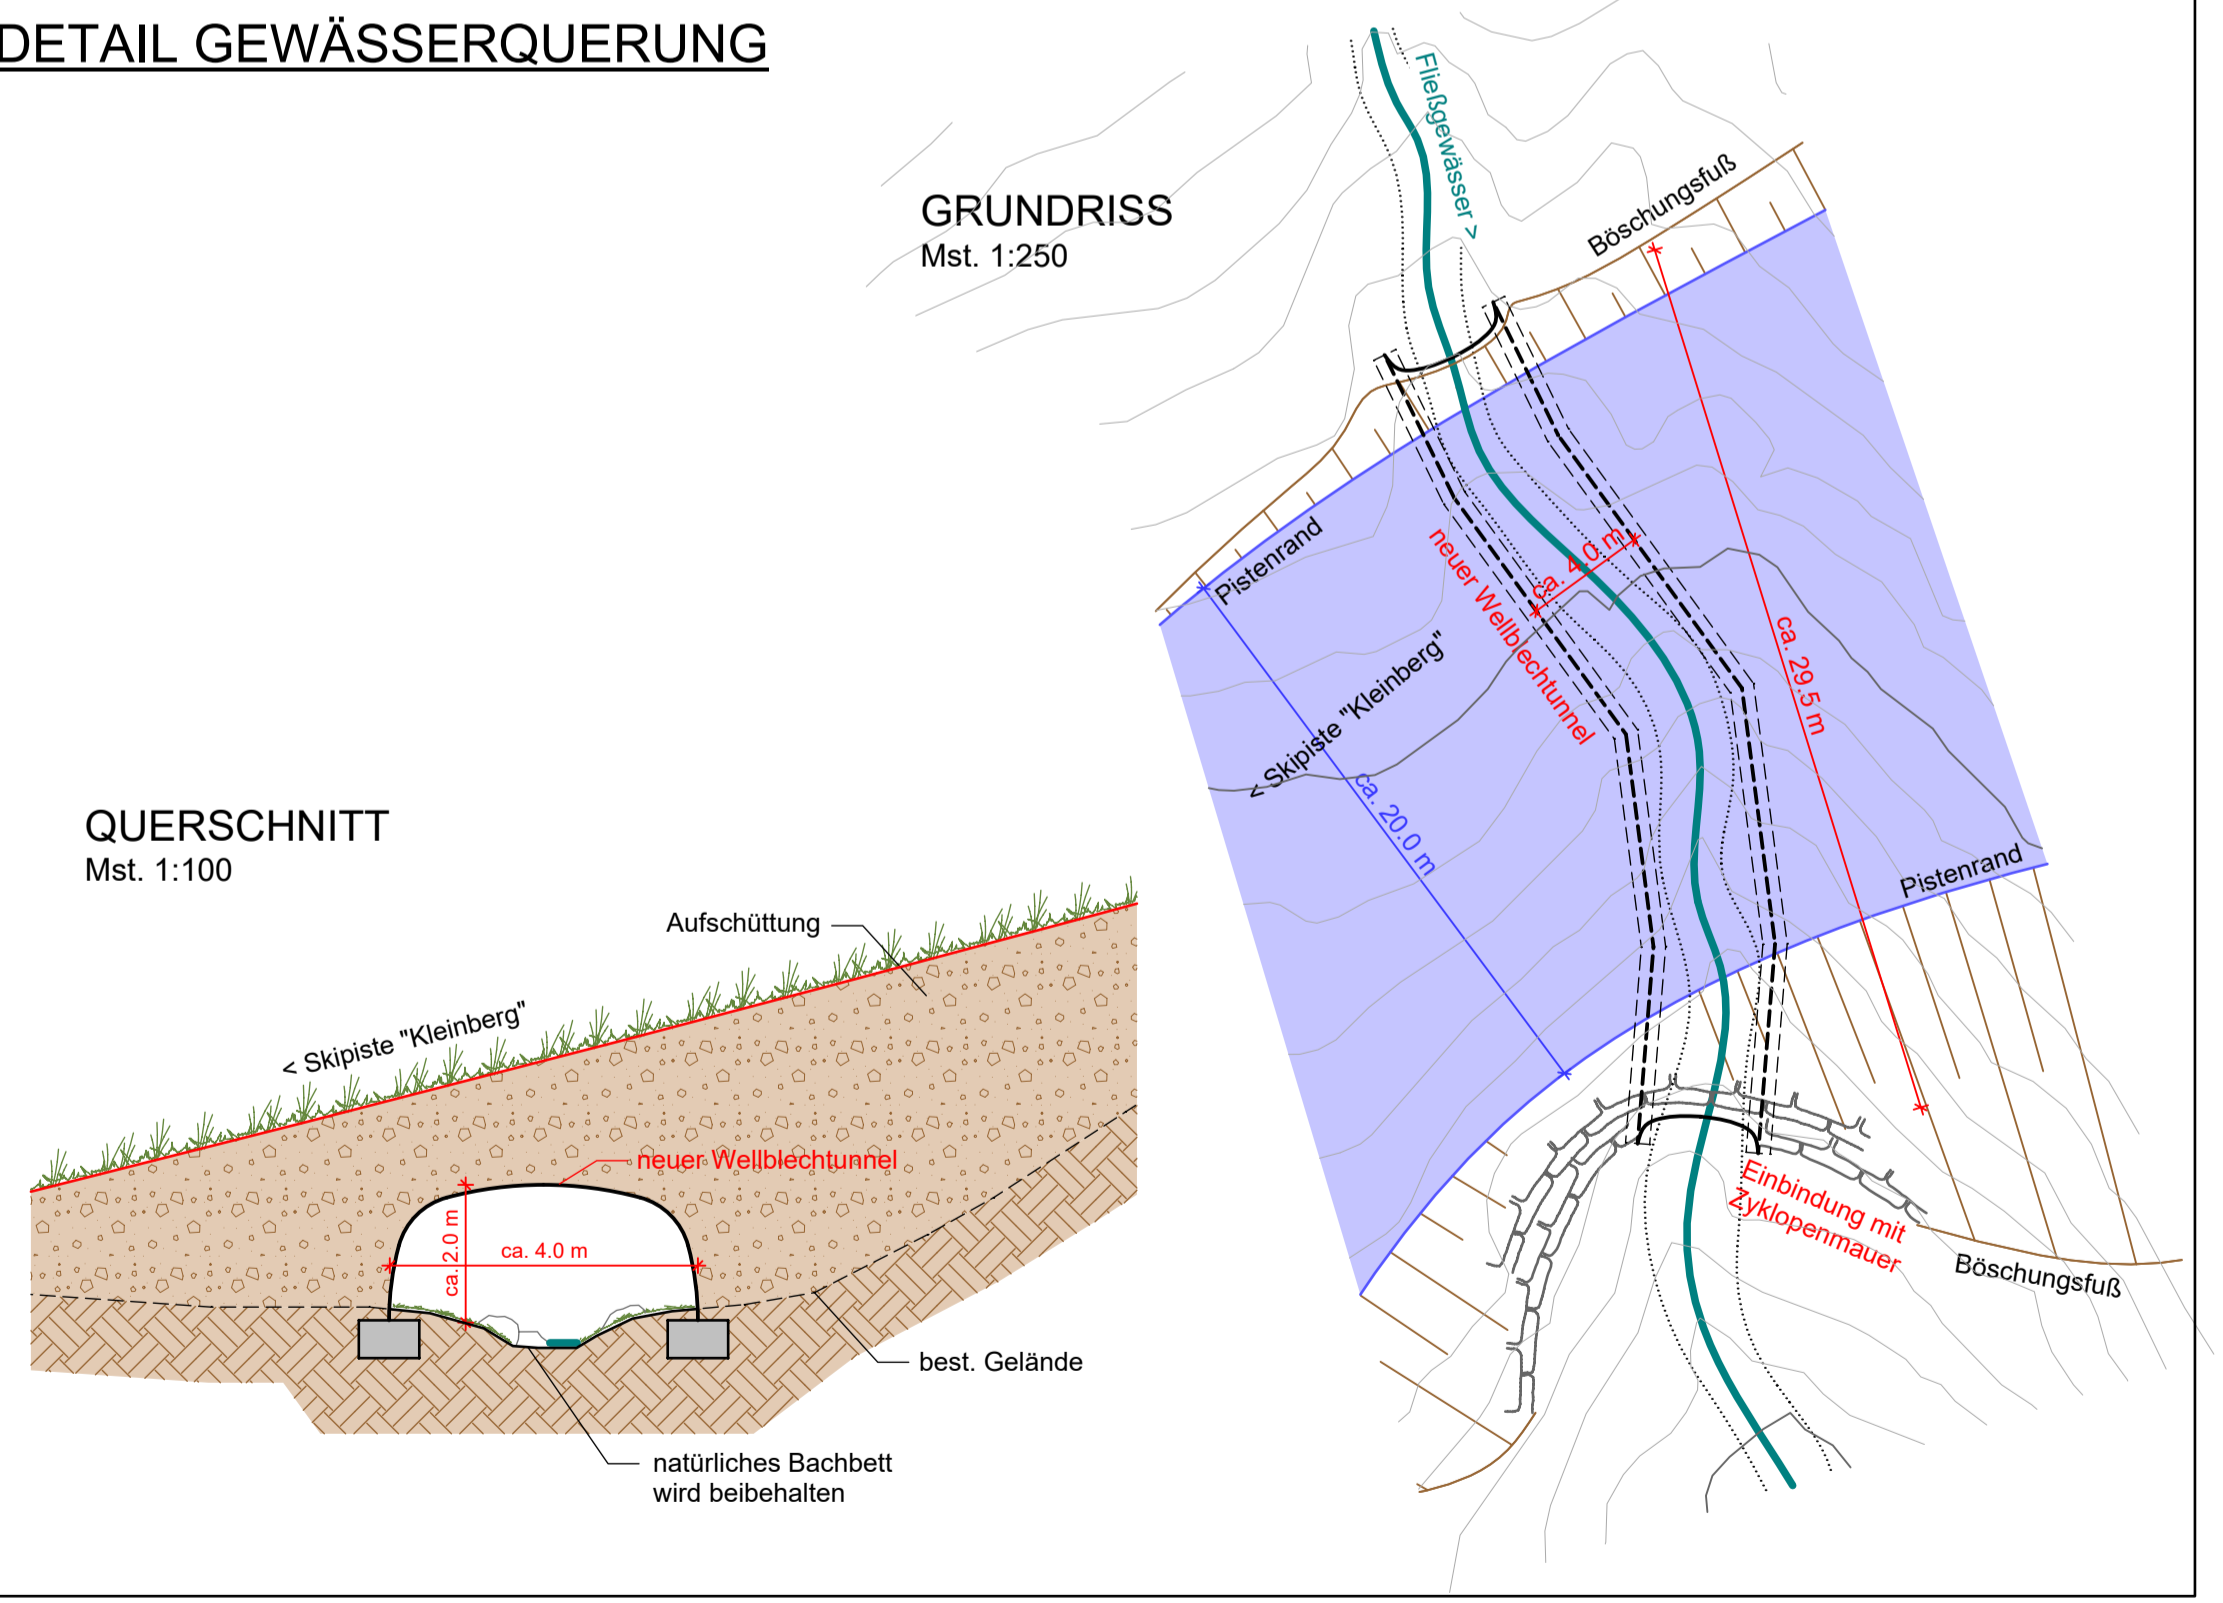 DETAIL GEWÄSSERQUERUNG
GRUNDRISS
Mst. 1:250
Fließgewässer >
Böschungsfuß
Pistenrand
ca. 4.0 m
neuer Wellblechtunnel
ca. 29.5 m
< Skipiste "Kleinberg"
ca. 20.0 m
Pistenrand
Einbindung mit
Zyklopenmauer
Böschungsfuß
QUERSCHNITT
Mst. 1:100
Aufschüttung
< Skipiste "Kleinberg"
neuer Wellblechtunnel
ca. 2.0 m
ca. 4.0 m
best. Gelände
natürliches Bachbett
wird beibehalten